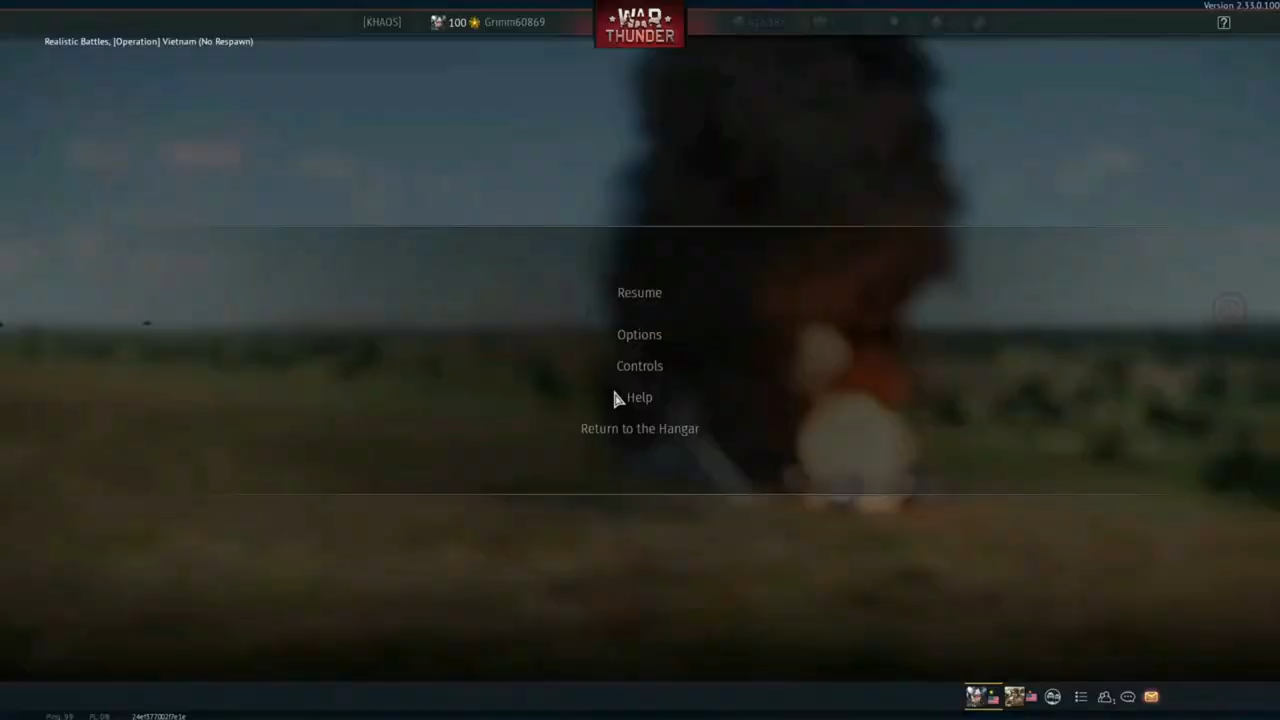 Version 2.33.0.100
[KHAOS] 100 Grimm60869
WAR THUNDER
?
Realistic Battles, [Operation] Vietnam (No Respawn)
Resume
Options
Controls
Help
Return to the Hangar
1